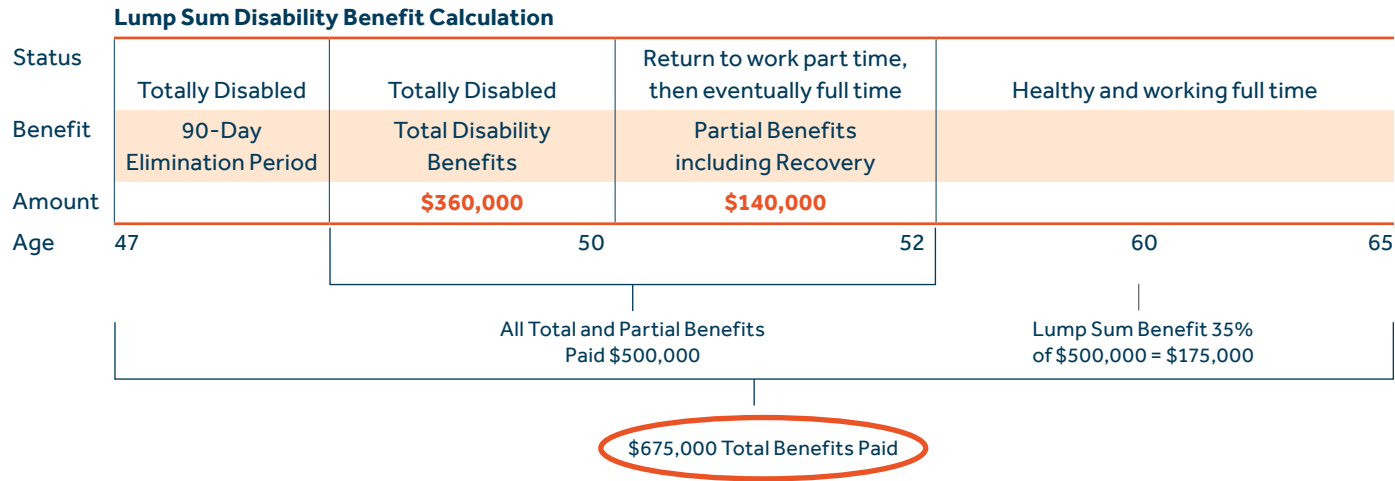 Lump Sum Disability Benefit Calculation
Status
Totally Disabled
Totally Disabled
Return to work part time,
then eventually full time
Healthy and working full time
Benefit
90-Day
Elimination Period
Total Disability
Benefits
Partial Benefits
including Recovery
Amount
$360,000
$140,000
Age
47
50
52
60
65
All Total and Partial Benefits
Paid $500,000
Lump Sum Benefit 35%
of $500,000 = $175,000
$675,000 Total Benefits Paid